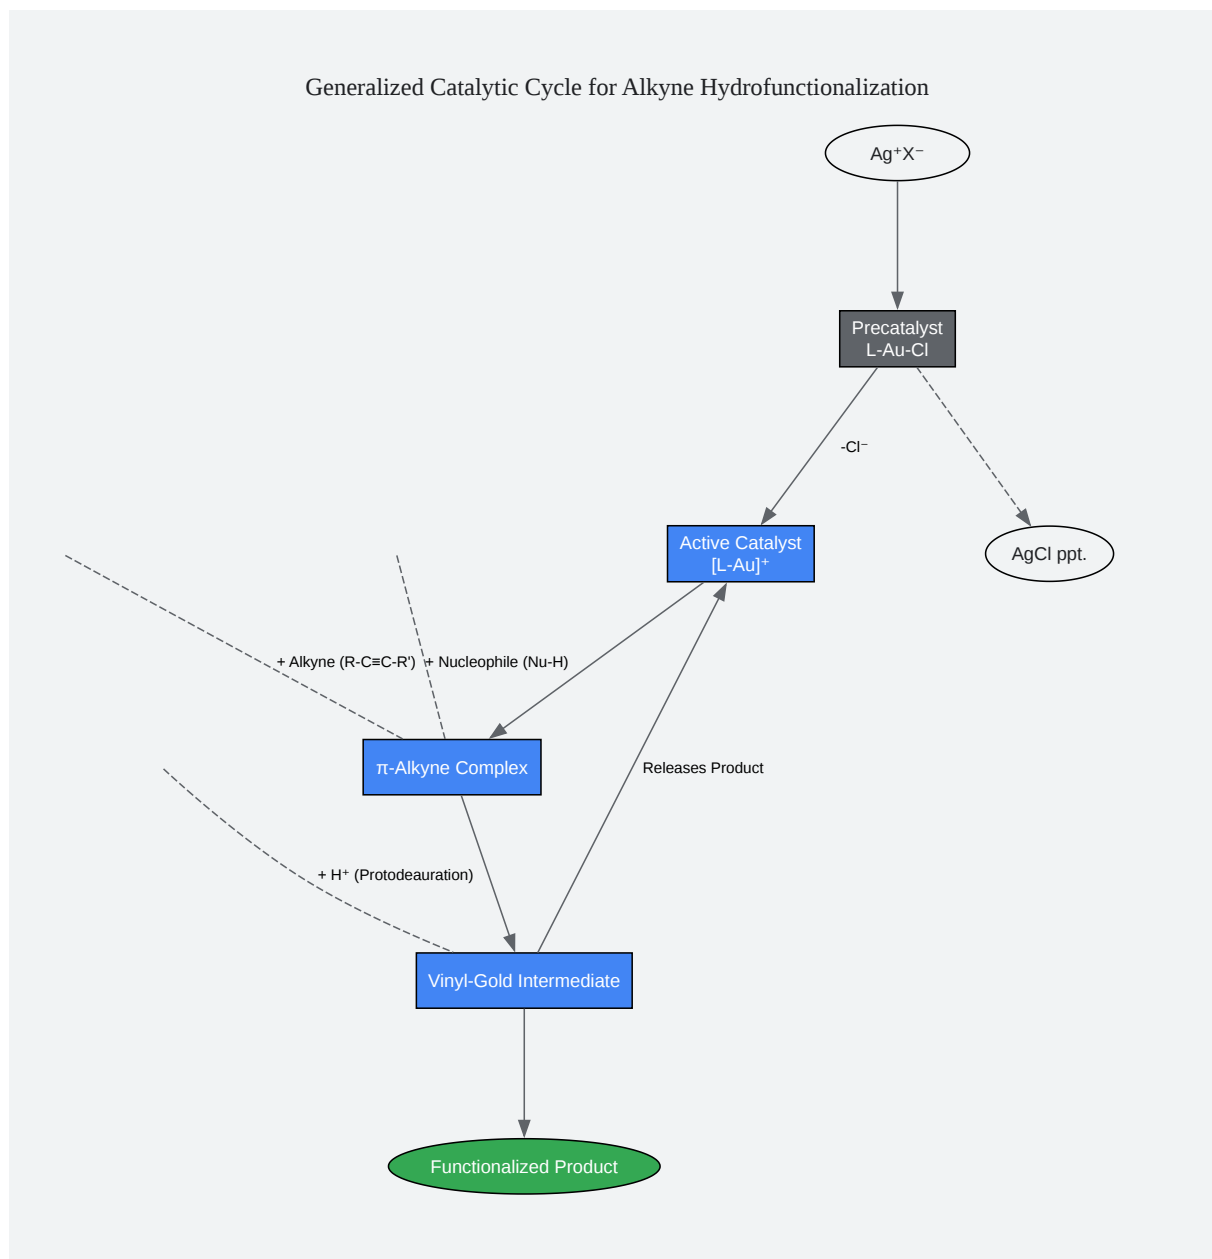 Generalized Catalytic Cycle for Alkyne Hydrofunctionalization
Ag⁺X⁻
Precatalyst
L-Au-Cl
-Cl⁻
Active Catalyst
[L-Au]⁺
AgCl ppt.
+ Alkyne (R-C≡C-R')
+ Nucleophile (Nu-H)
π-Alkyne Complex
Releases Product
+ H⁺ (Protodeauration)
Vinyl-Gold Intermediate
Functionalized Product